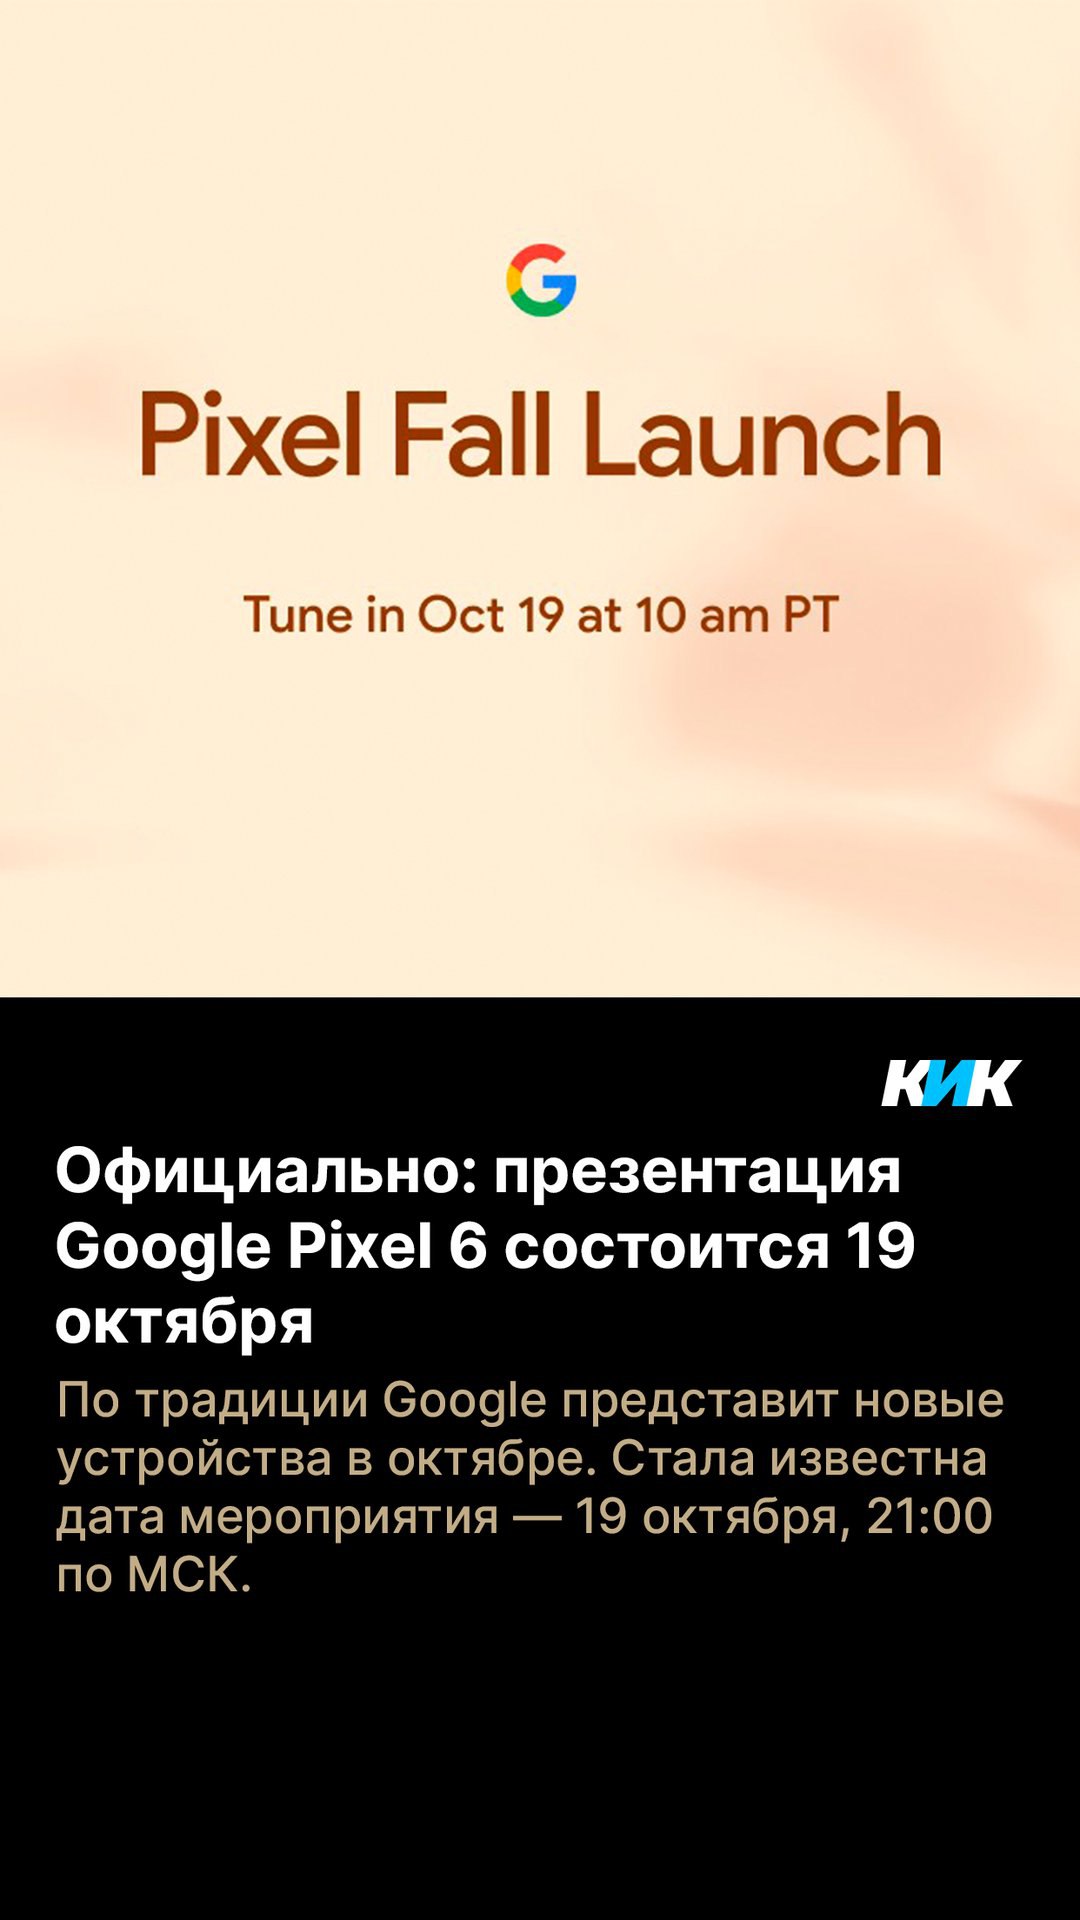 Pixel Fall Launch
Tune in Oct 19 at 10 am PT
КИК
Официально: презентация
Google Pixel 6 состоится 19
октября
По традиции Google представит новые
устройства в октябре. Стала известна
дата мероприятия — 19 октября, 21:00
по МСК.